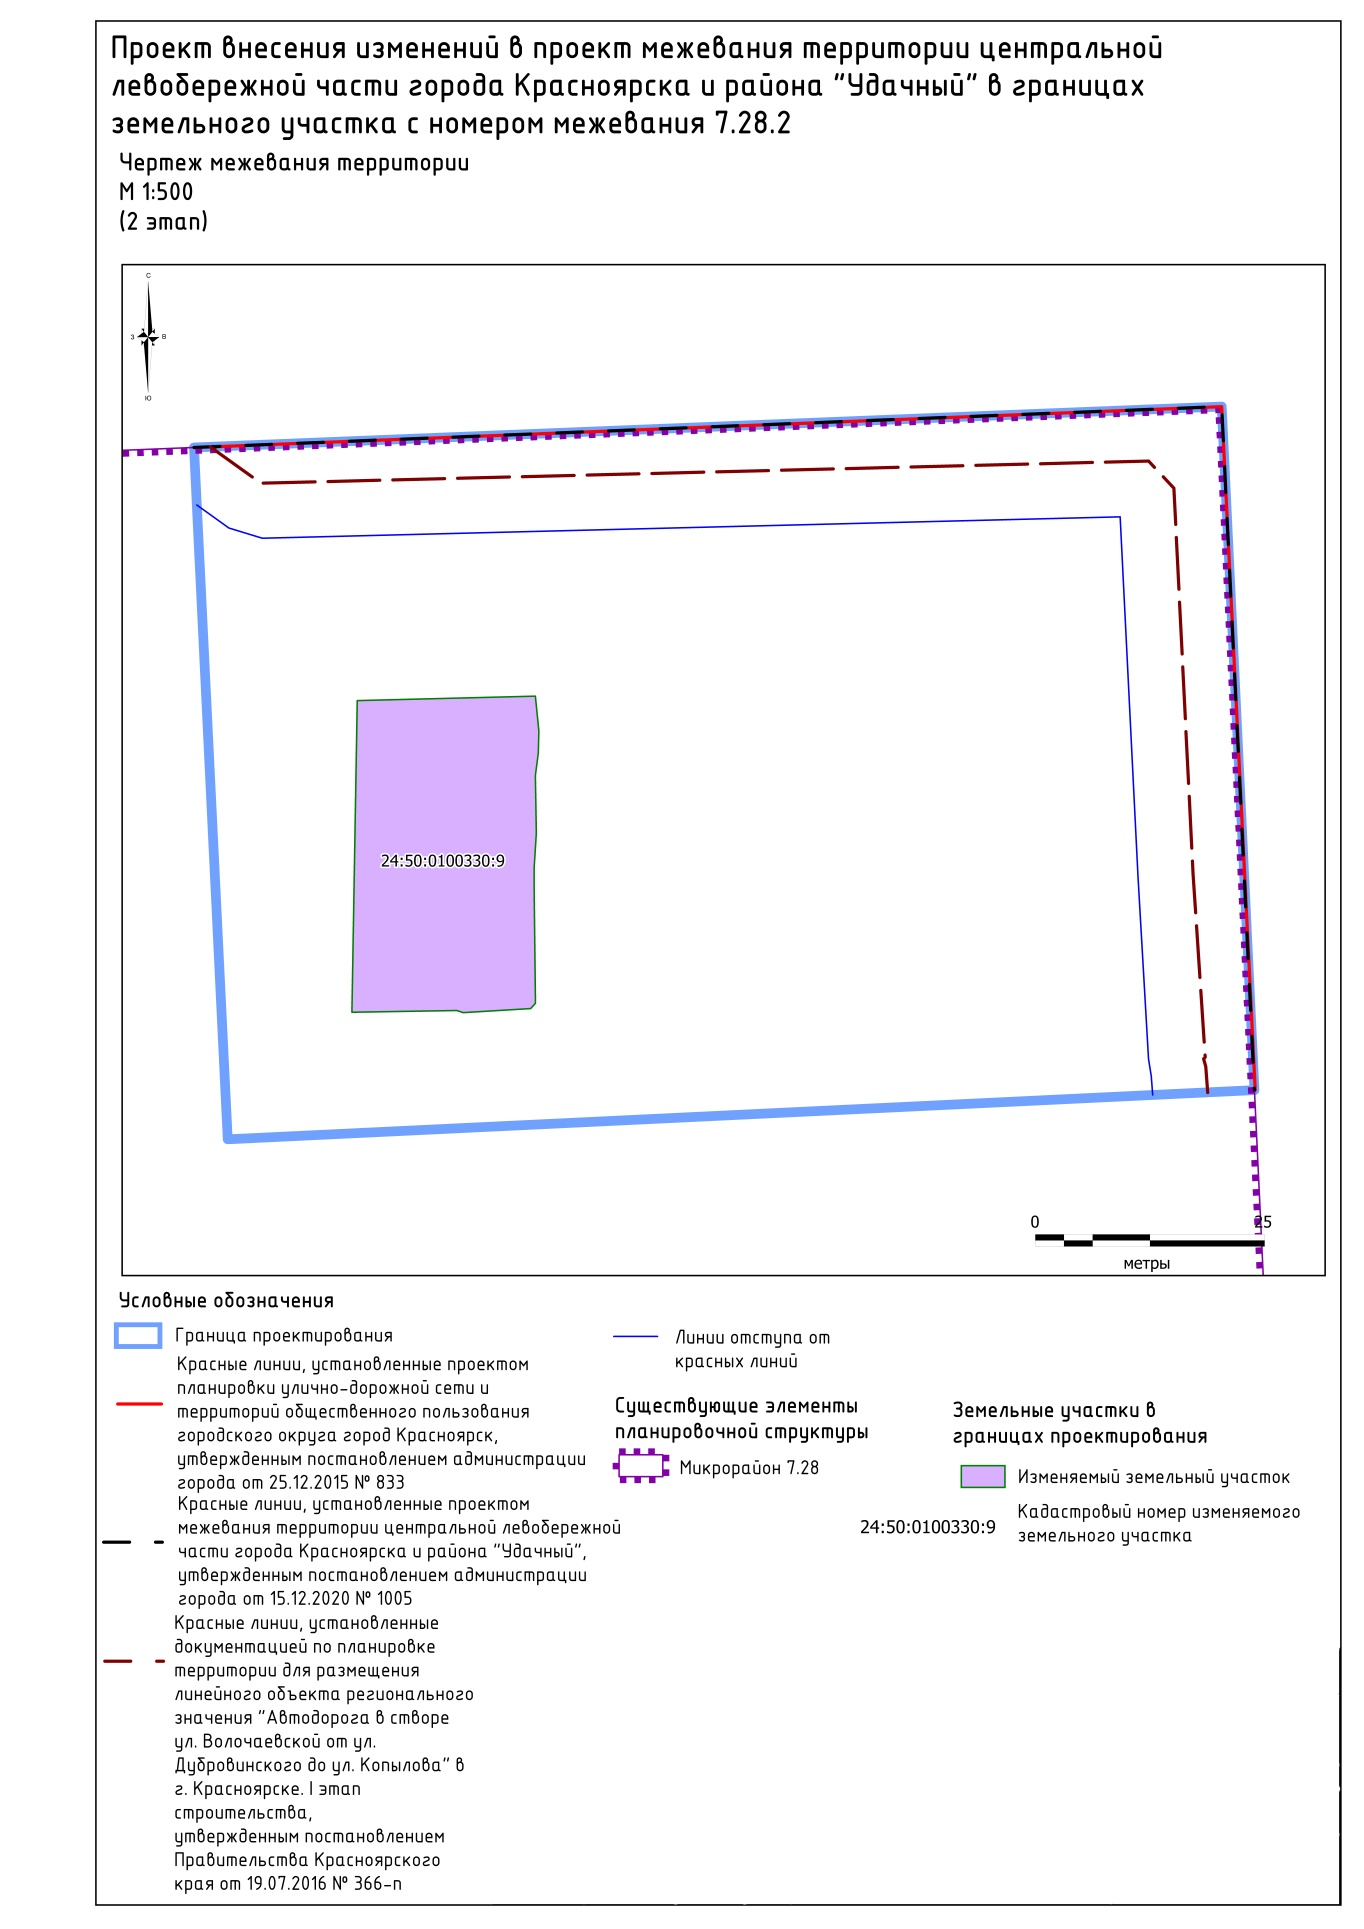 Проект внесения изменений в проект межевания территории центральной
левобережной части города Красноярска и района "Удачный" в границах
земельного участка с номером межевания 7.28.2
Чертеж межевания территории
М 1:500
(2 этап)
С
З
В
Ю
24:50:0100330:9
0
25
метры
Условные обозначения
Граница проектирования
Красные линии, установленные проектом
планировки улично-дорожной сети и
территорий общественного пользования
городского округа город Красноярск,
утвержденным постановлением администрации
города от 25.12.2015 № 833
Красные линии, установленные проектом
межевания территории центральной левобережной
части города Красноярска и района "Удачный",
утвержденным постановлением администрации
города от 15.12.2020 № 1005
Красные линии, установленные
документацией по планировке
территории для размещения
линейного объекта регионального
значения "Автодорога в створе
ул. Волочаевской от ул.
Дубровинского до ул. Копылова" в
г. Красноярске. I этап
строительства,
утвержденным постановлением
Правительства Красноярского
края от 19.07.2016 № 366-п
Линии отступа от
красных линий
Существующие элементы
планировочной структуры
Микрорайон 7.28
Земельные участки в
границах проектирования
Изменяемый земельный участок
24:50:0100330:9
Кадастровый номер изменяемого
земельного участка